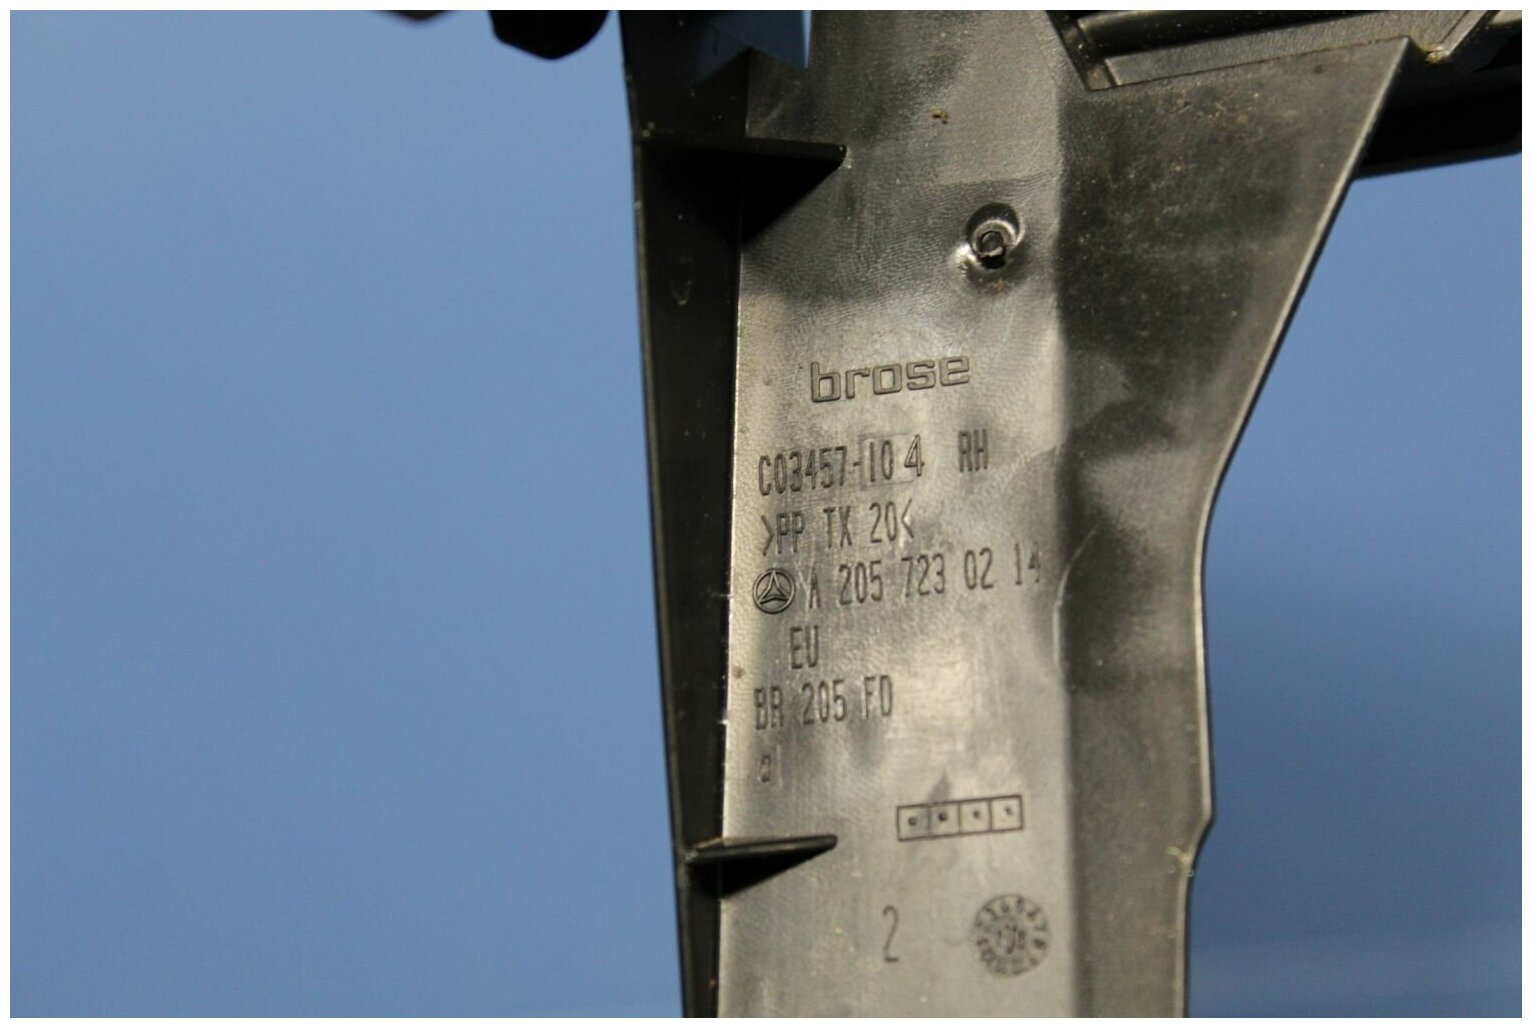 brose
C03457-104 RH
>PP TX 20<
A 205 723 02 14
EU
BR 205 FD
2